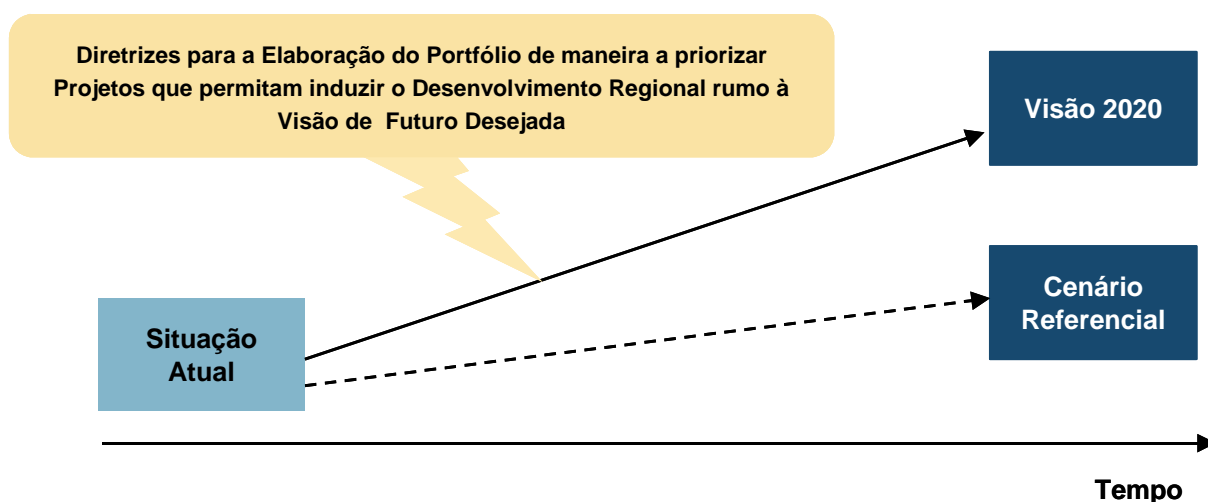 Diretrizes para a Elaboração do Portfólio de maneira a priorizar
Projetos que permitam induzir o Desenvolvimento Regional rumo à
Visão de Futuro Desejada
Visão 2020
Cenário
Referencial
Situação
Atual
Tempo